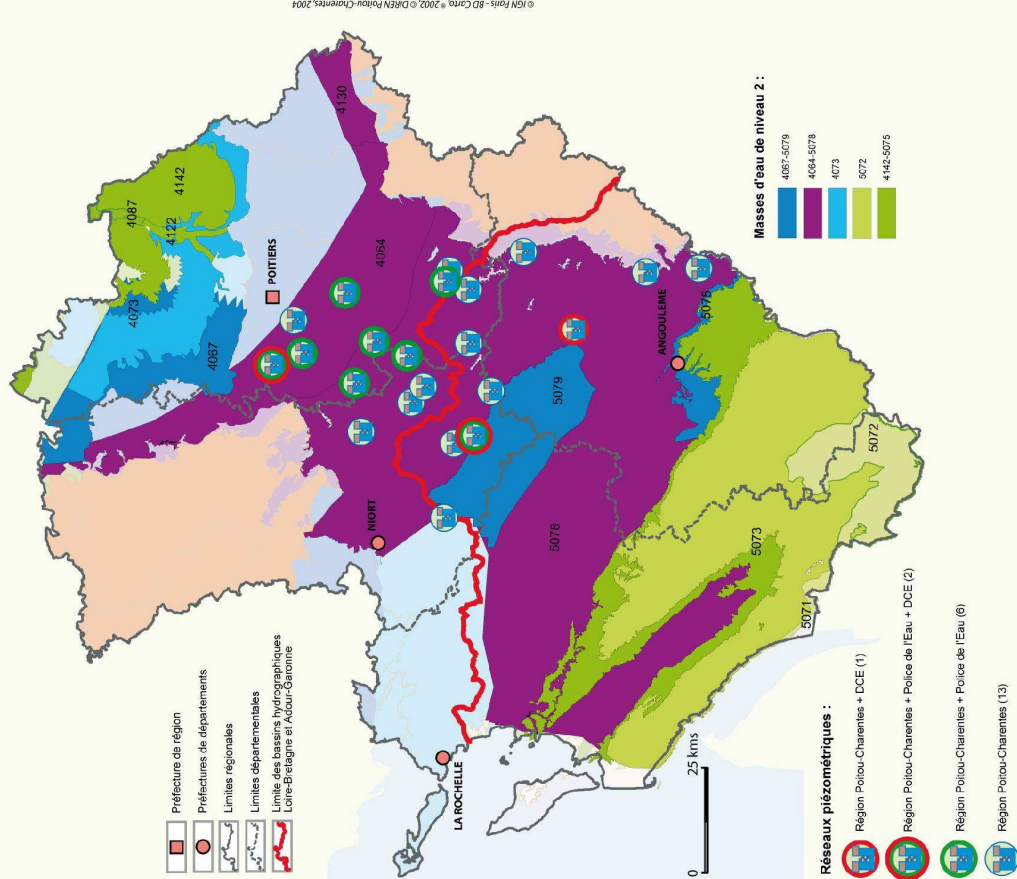 © IGN Paris - BD Carto, ® 2002, © DIREN Poitou-Charentes, 2004
Préfecture de région
Préfectures de départements
Limites régionales
Limites départementales
Limite des bassins hydrographiques
Loire-Bretagne et Adour-Garonne
4087
4142
4122
4073
4067
4130
POITIERS
4064
NIORT
LA ROCHELLE
5079
5078
ANGOULEME
5075
5073
5072
5071
0
25 kms
Masses d'eau de niveau 2 :
4067-5079
4064-5078
4073
5072
4142-5075
Réseaux piézométriques :
Région Poitou-Charentes + DCE (1)
Région Poitou-Charentes + Police de l'Eau + DCE (2)
Région Poitou-Charentes + Police de l'Eau (6)
Région Poitou-Charentes (13)